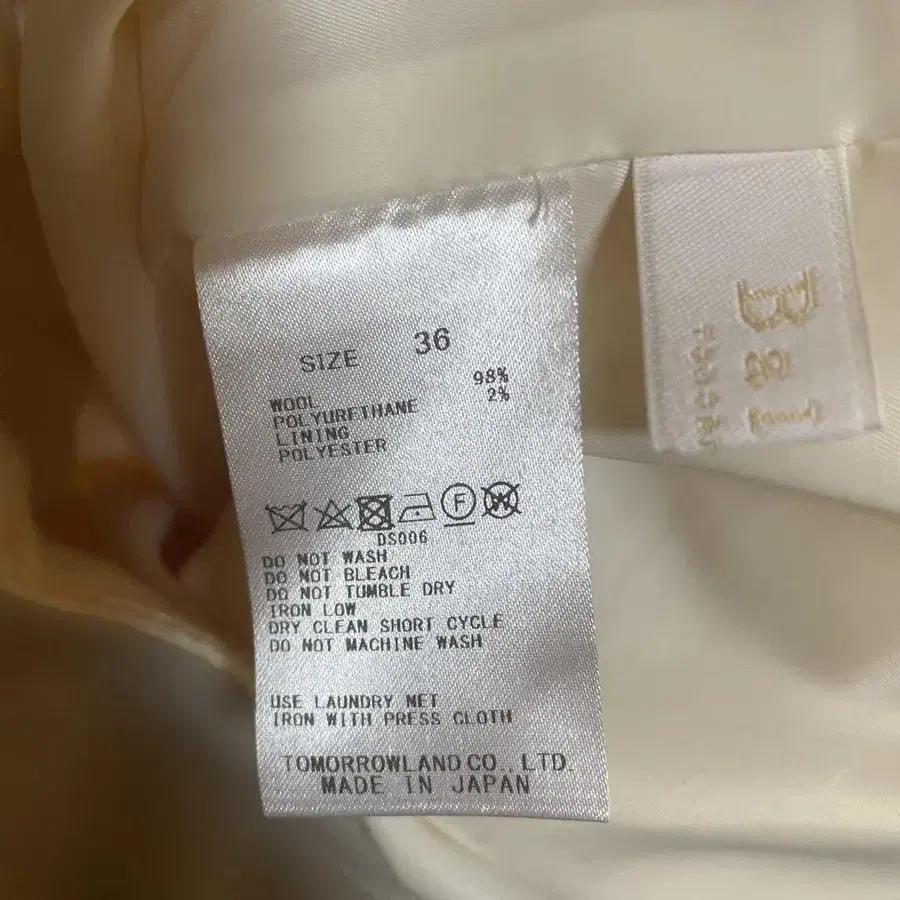 SIZE 36
WOOL 98%
POLYURETHANE 2%
LINING
POLYESTER
F W
DS006
DO NOT WASH
DO NOT BLEACH
DO NOT TUMBLE DRY
IRON LOW
DRY CLEAN SHORT CYCLE
DO NOT MACHINE WASH
USE LAUNDRY NET
IRON WITH PRESS CLOTH
TOMORROWLAND CO., LTD.
MADE IN JAPAN